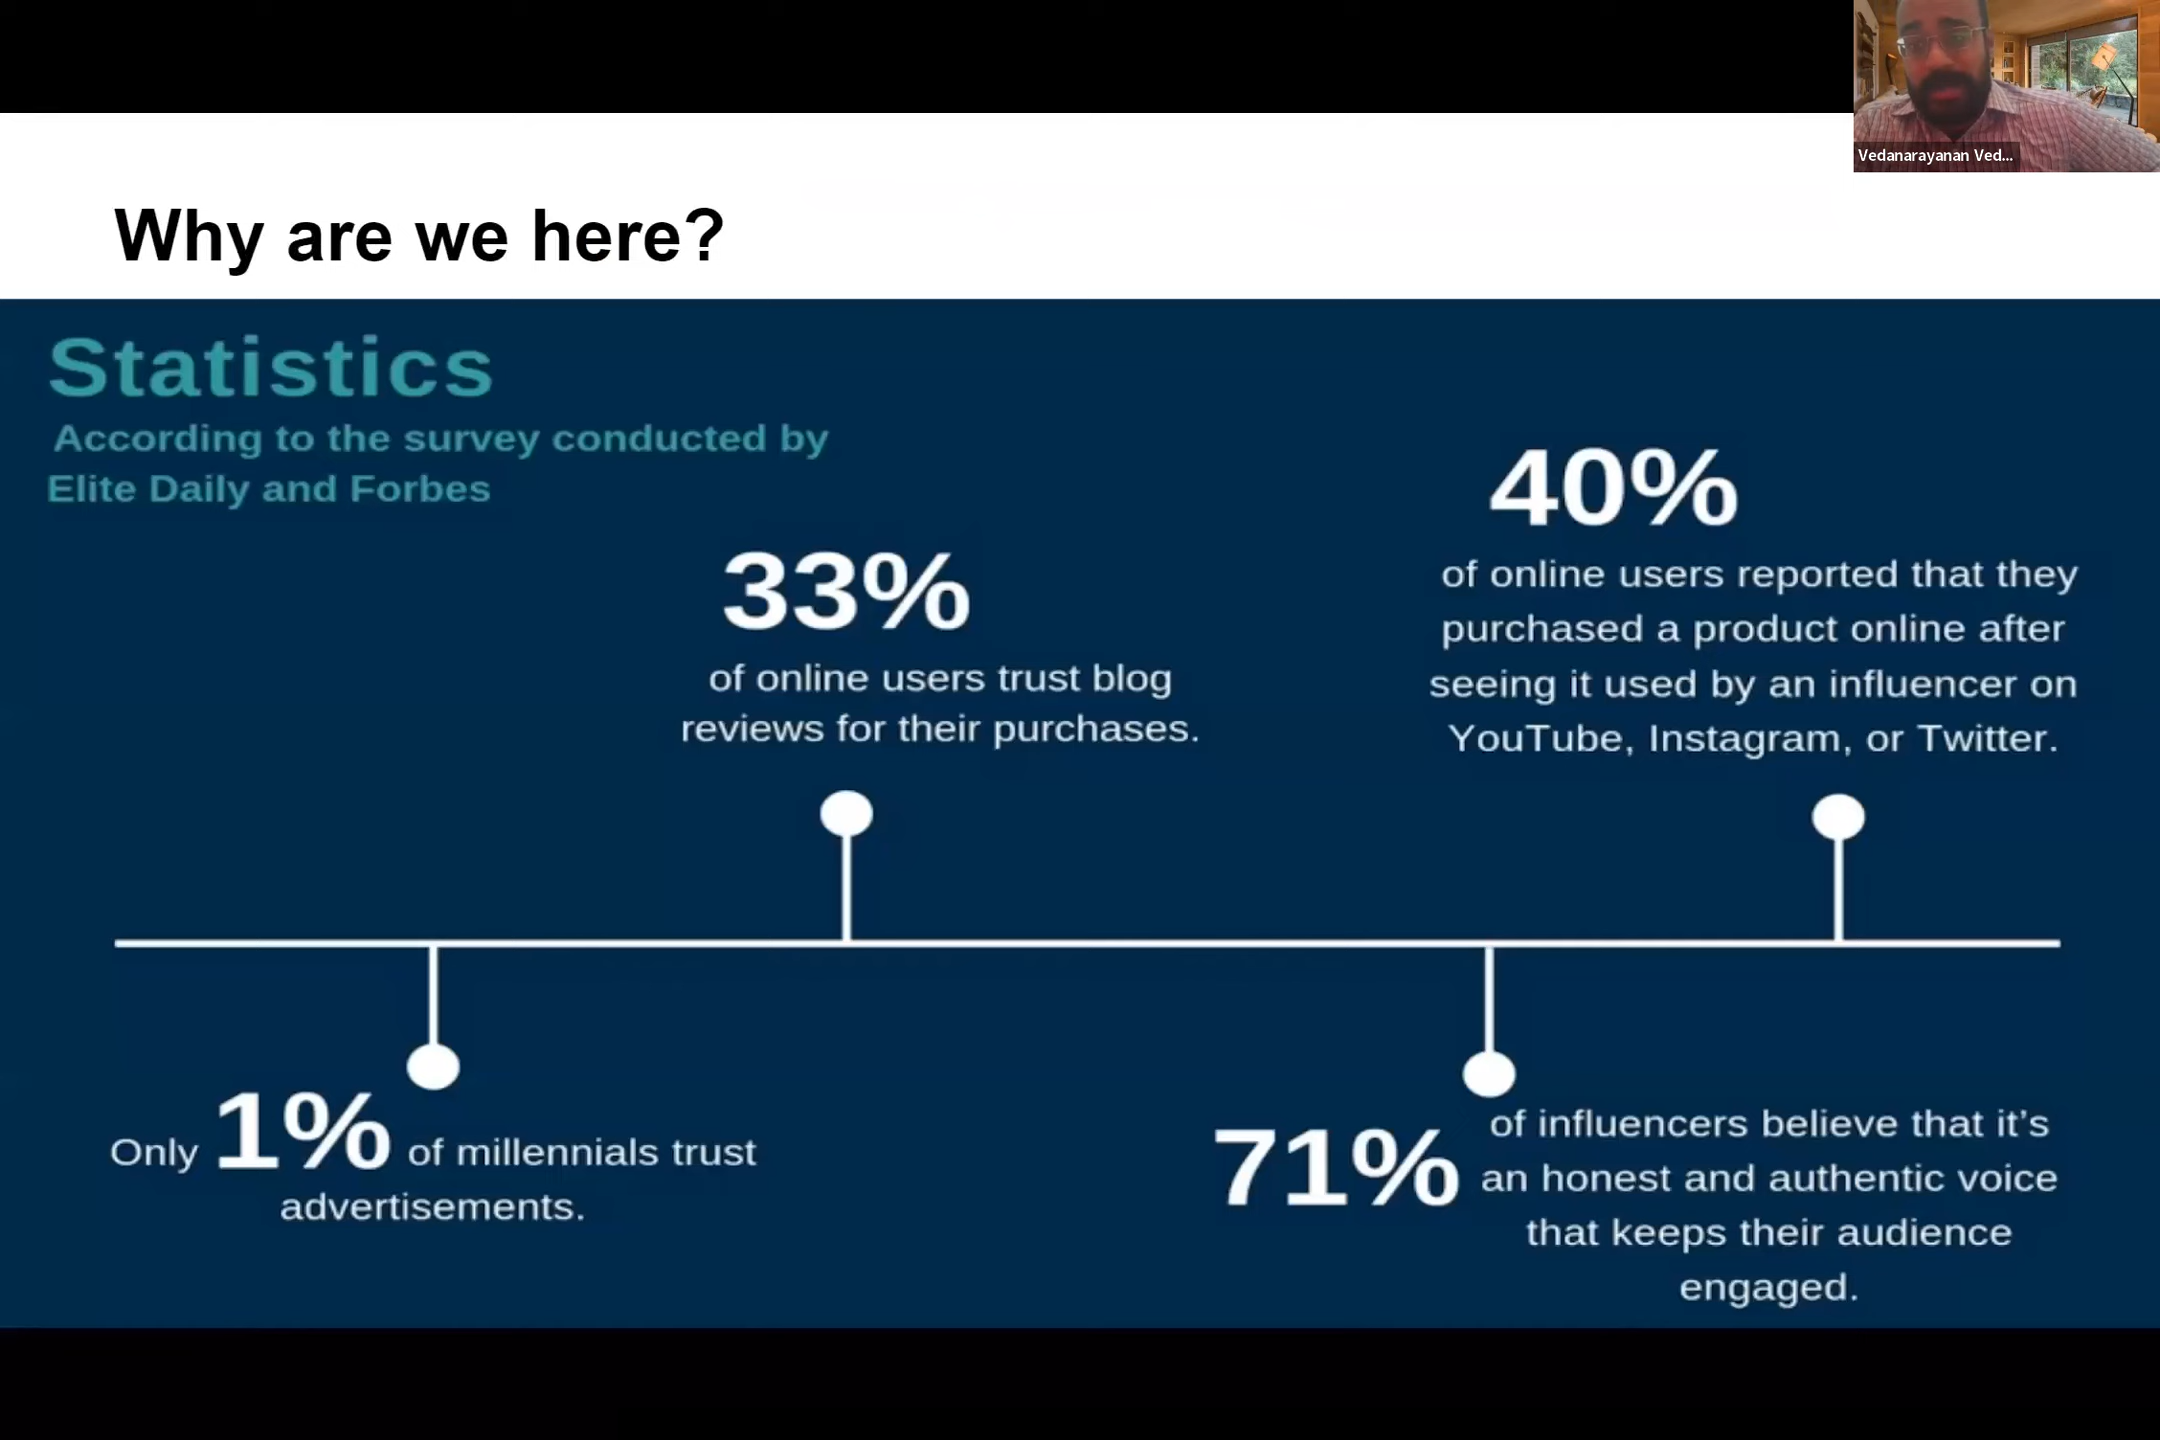 Vedanarayanan Ved...
Why are we here?
Statistics
According to the survey conducted by
Elite Daily and Forbes
33%
of online users trust blog
reviews for their purchases.
40%
of online users reported that they
purchased a product online after
seeing it used by an influencer on
YouTube, Instagram, or Twitter.
Only 1% of millennials trust
advertisements.
71% of influencers believe that it’s
an honest and authentic voice
that keeps their audience
engaged.